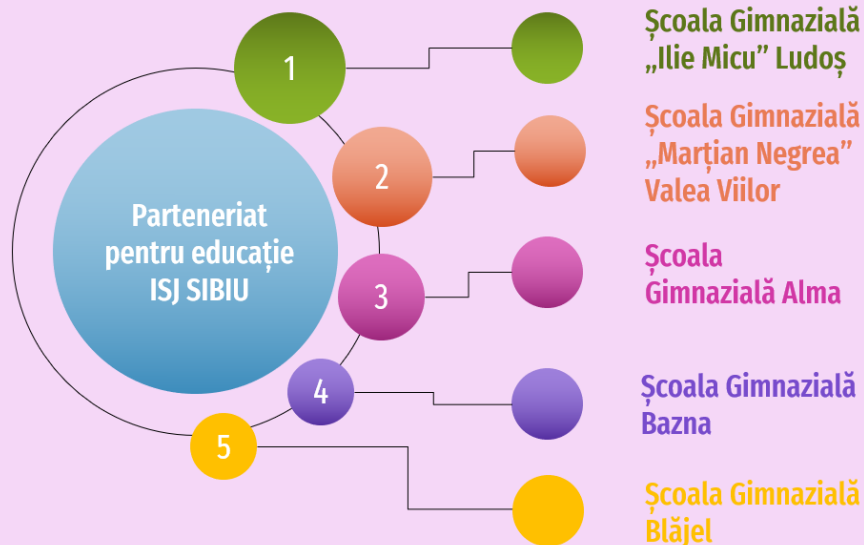 Parteneriat
pentru educație
ISJ SIBIU
1
Școala Gimnazială
„Ilie Micu” Ludoș
2
Școala Gimnazială
„Marțian Negrea”
Valea Viilor
3
Școala
Gimnazială Alma
4
Școala Gimnazială
Bazna
5
Școala Gimnazială
Blăjel